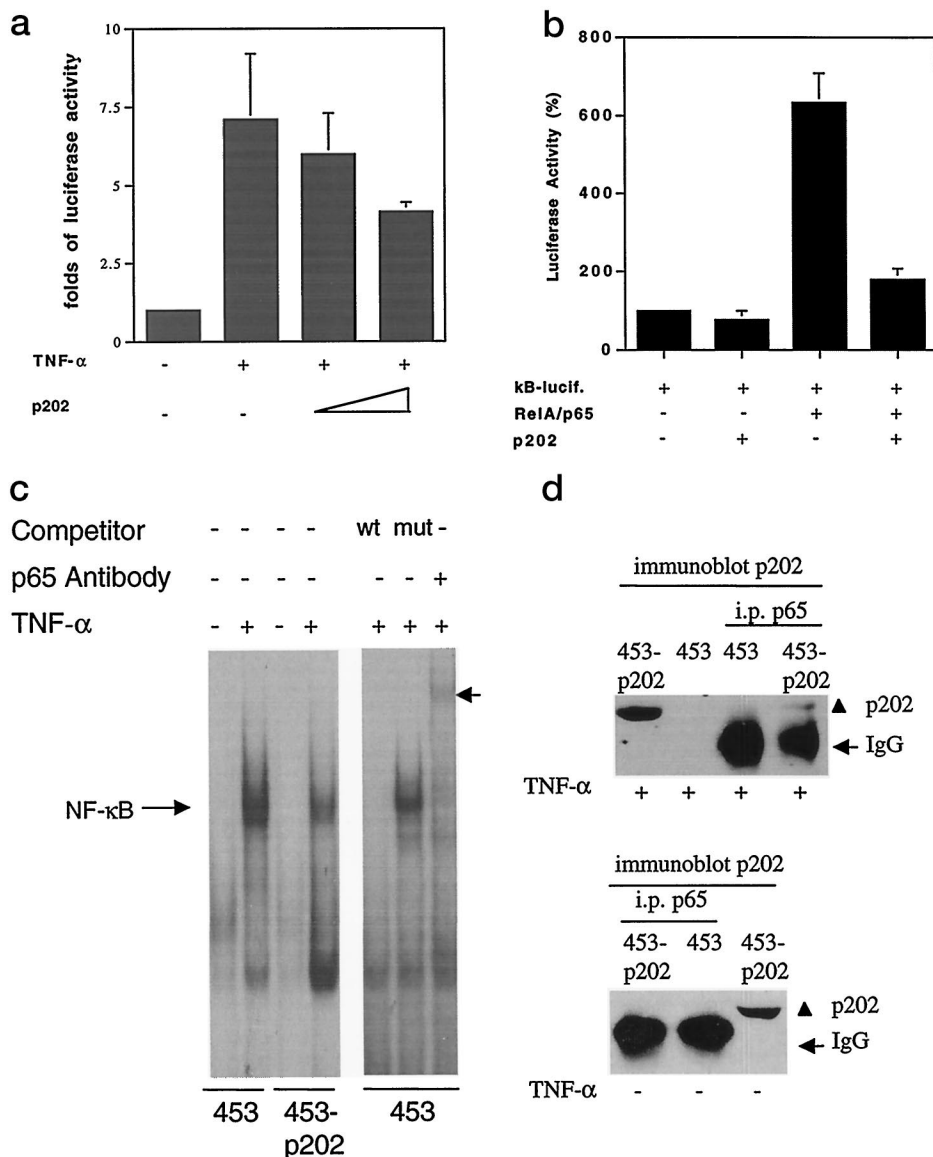 a
10
7.5
5
2.5
0
folds of luciferase activity
TNF-α - + + +
p202 - -
b
800
600
400
200
0
Luciferase Activity (%)
kB-lucif. + + + +
RelA/p65 - - + +
p202 - + - +
c
Competitor - - - - wt mut -
p65 Antibody - - - - - - +
TNF-α - + - + + + +
NF-κB
453 453- 453
p202
d
immunoblot p202
i.p. p65
453- 453 453 453-
p202 p202
p202
IgG
TNF-α + + + +
immunoblot p202
i.p. p65
453- 453 453-
p202 p202
p202
IgG
TNF-α - - -